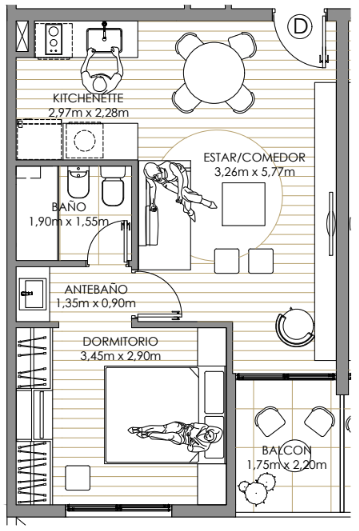 D
KITCHENETTE
2,97m x 2,28m
ESTAR/COMEDOR
3,26m x 5,77m
BAÑO
1,90m x 1,55m
ANTEBAÑO
1,35m x 0,90m
DORMITORIO
3,45m x 2,90m
BALCON
1,75m x 2,20m